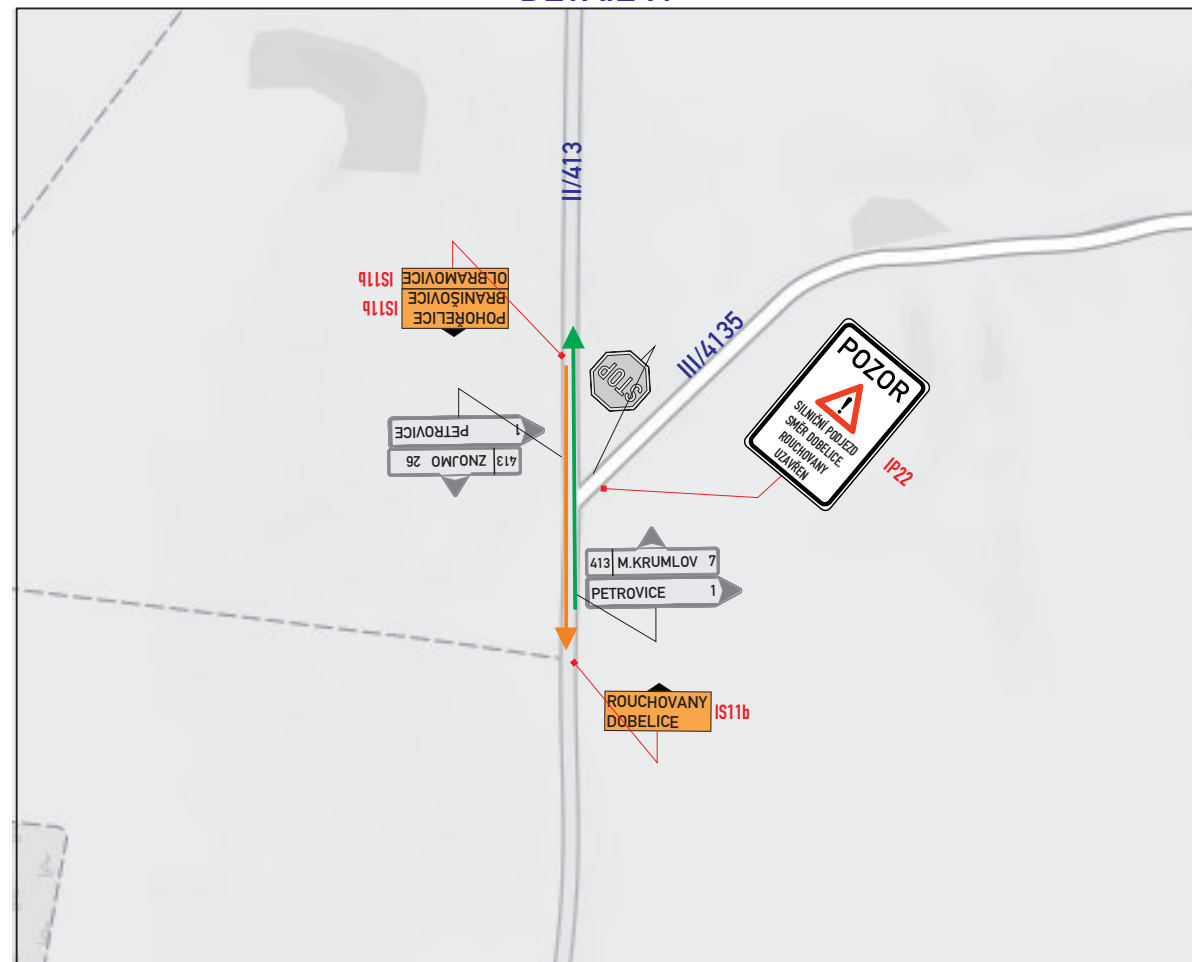 II/413
OLBRAMOVICE
IS11b
BRANIŠOVICE
POHOŘELICE
IS11b
III/4135
STOP
POZOR
!
SILNIČNÍ PODJEZD
SMĚR DOBELICE,
ROUCHOVANY
UZAVŘEN
IP22
PETROVICE 1
413 ZNOJMO 26
413 M.KRUMLOV 7
PETROVICE 1
ROUCHOVANY
DOBELICE
IS11b